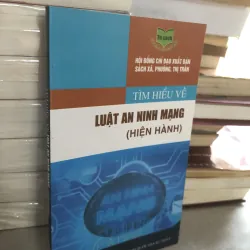 HỘI ĐỒNG CHỈ ĐẠO XUẤT BẢN
SÁCH XÃ, PHƯỜNG, THỊ TRẤN
TÌM HIỂU VỀ
LUẬT AN NINH MẠNG
(HIỆN HÀNH)